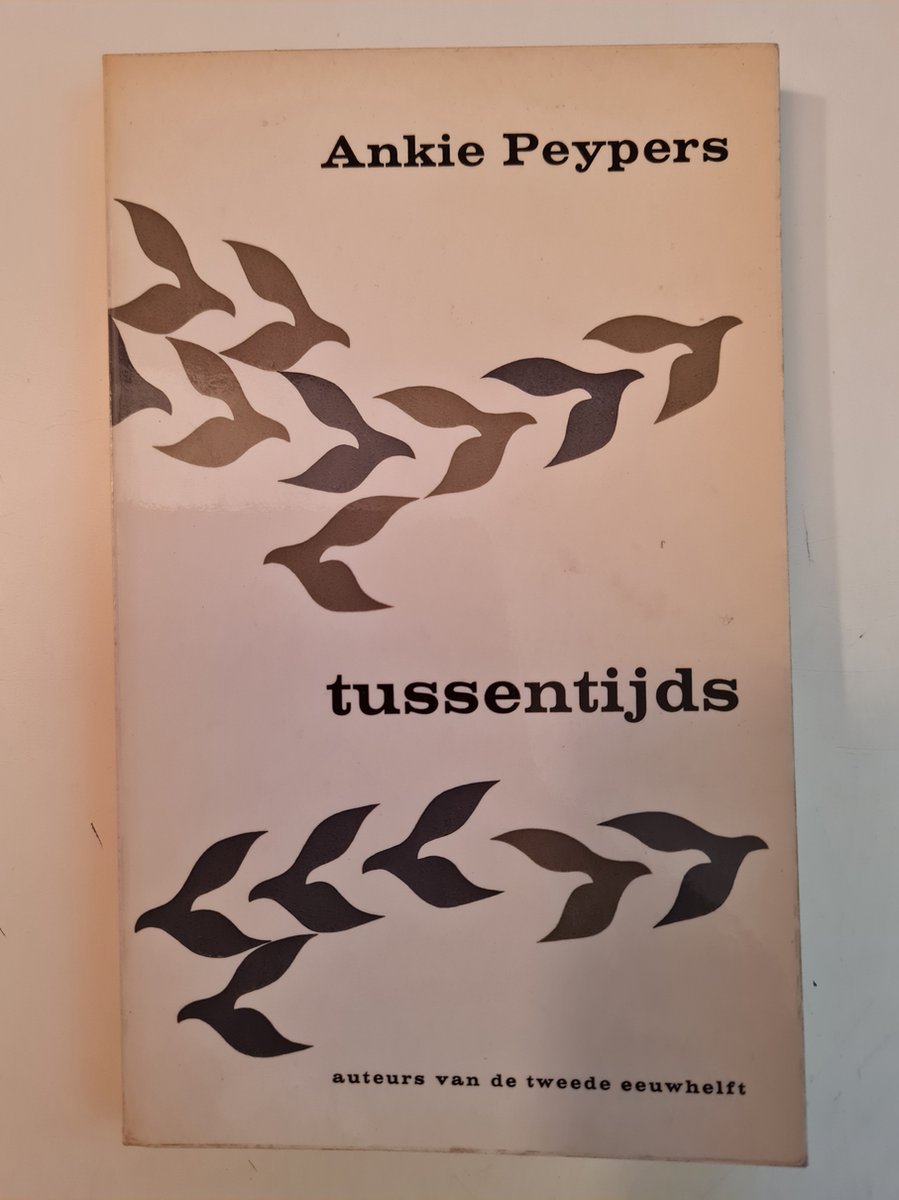 Ankie Peypers
tussentijds
auteurs van de tweede eeuwhelft